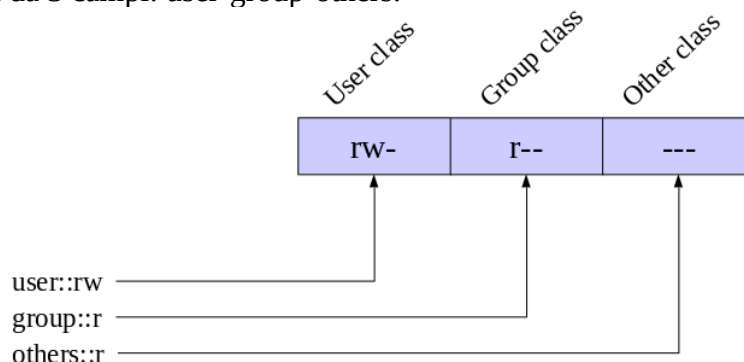 da 3 campi: user group others.
User class Group class Other class
rw- r-- ---
user::rw
group::r
others::r